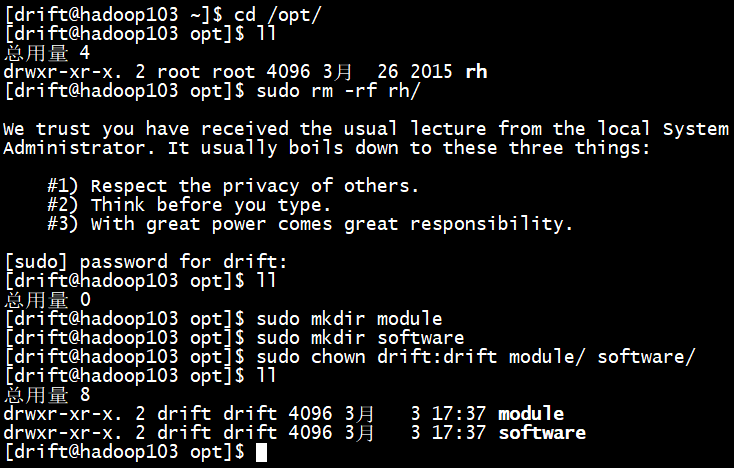 [drift@hadoop103 ~]$ cd /opt/
[drift@hadoop103 opt]$ ll
总用量 4
drwxr-xr-x. 2 root root 4096 3月  26 2015 rh
[drift@hadoop103 opt]$ sudo rm -rf rh/
We trust you have received the usual lecture from the local System
Administrator. It usually boils down to these three things:
#1) Respect the privacy of others.
#2) Think before you type.
#3) With great power comes great responsibility.
[sudo] password for drift:
[drift@hadoop103 opt]$ ll
总用量 0
[drift@hadoop103 opt]$ sudo mkdir module
[drift@hadoop103 opt]$ sudo mkdir software
[drift@hadoop103 opt]$ sudo chown drift:drift module/ software/
[drift@hadoop103 opt]$ ll
总用量 8
drwxr-xr-x. 2 drift drift 4096 3月   3 17:37 module
drwxr-xr-x. 2 drift drift 4096 3月   3 17:37 software
[drift@hadoop103 opt]$